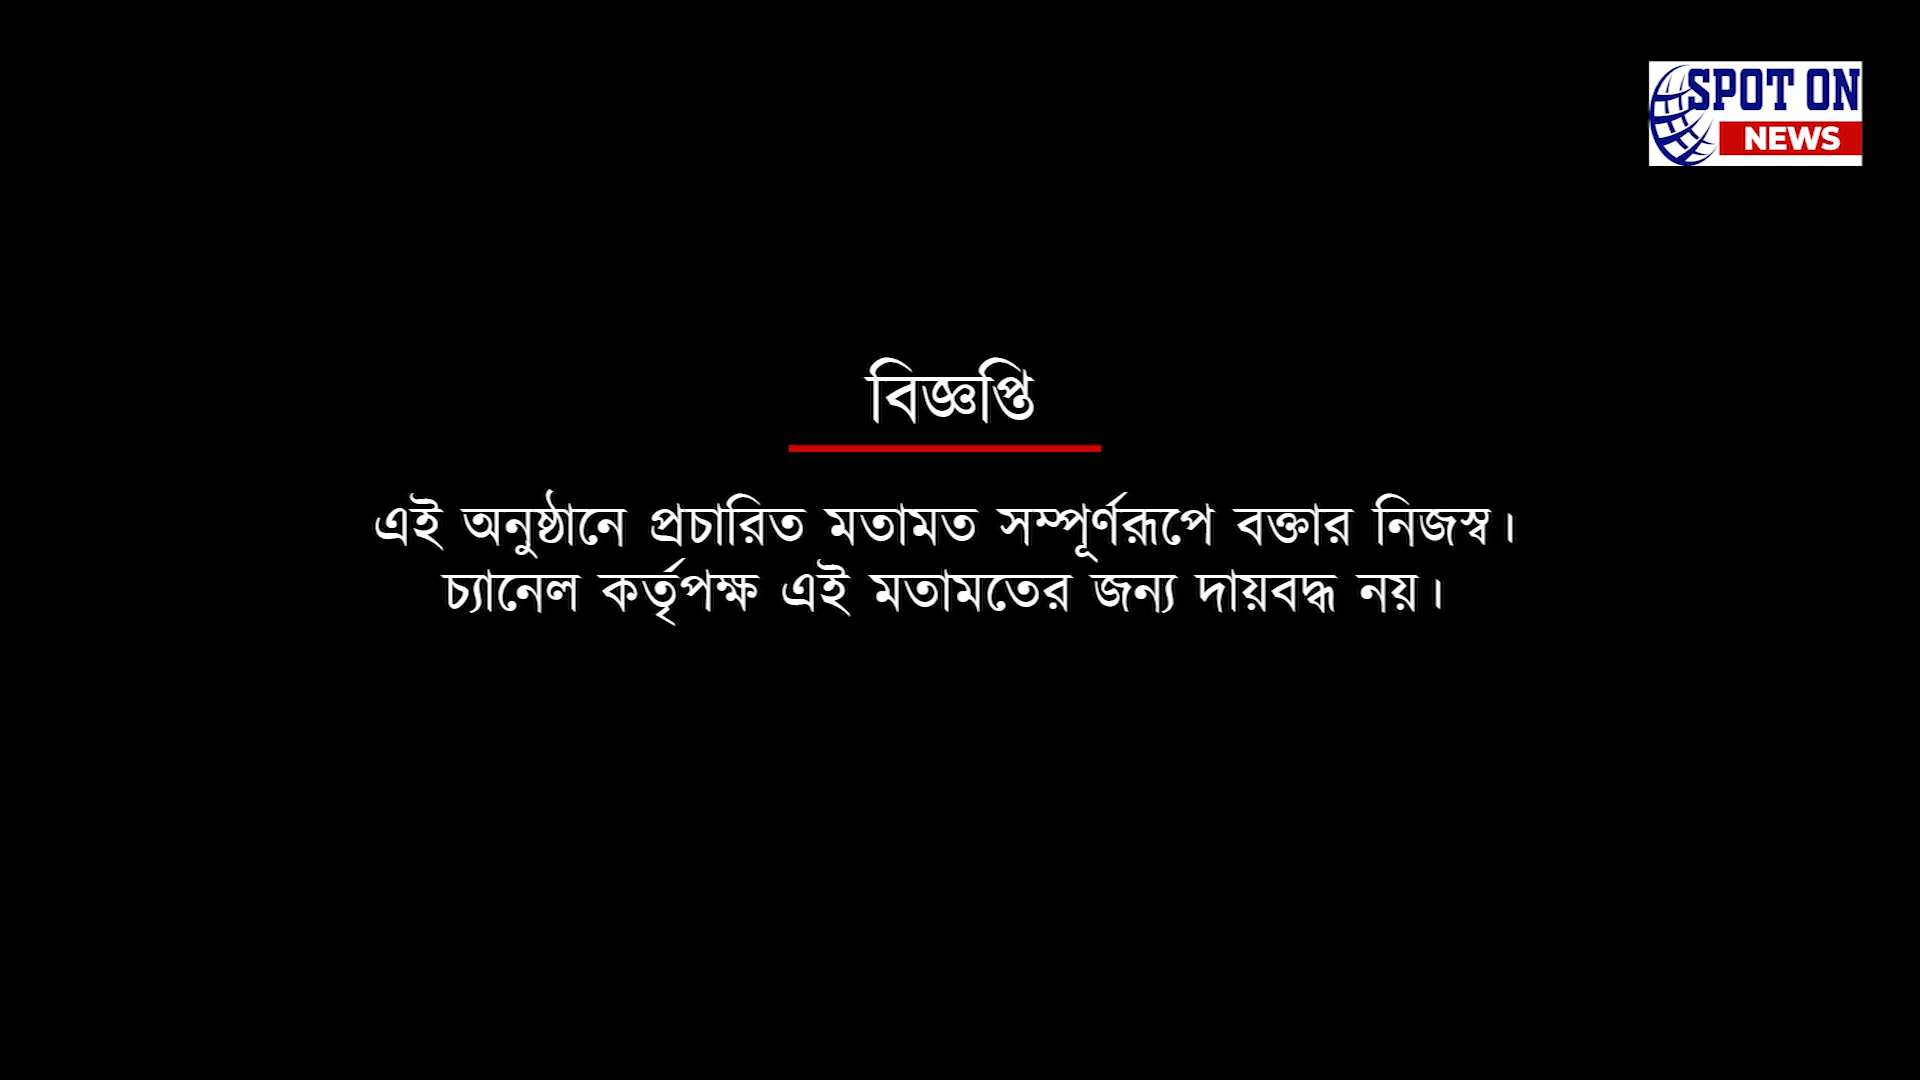 SPOT ON
NEWS
বিজ্ঞপ্তি
এই অনুষ্ঠানে প্রচারিত মতামত সম্পূর্ণরূপে বক্তার নিজস্ব।
চ্যানেল কর্তৃপক্ষ এই মতামতের জন্য দায়বদ্ধ নয়।